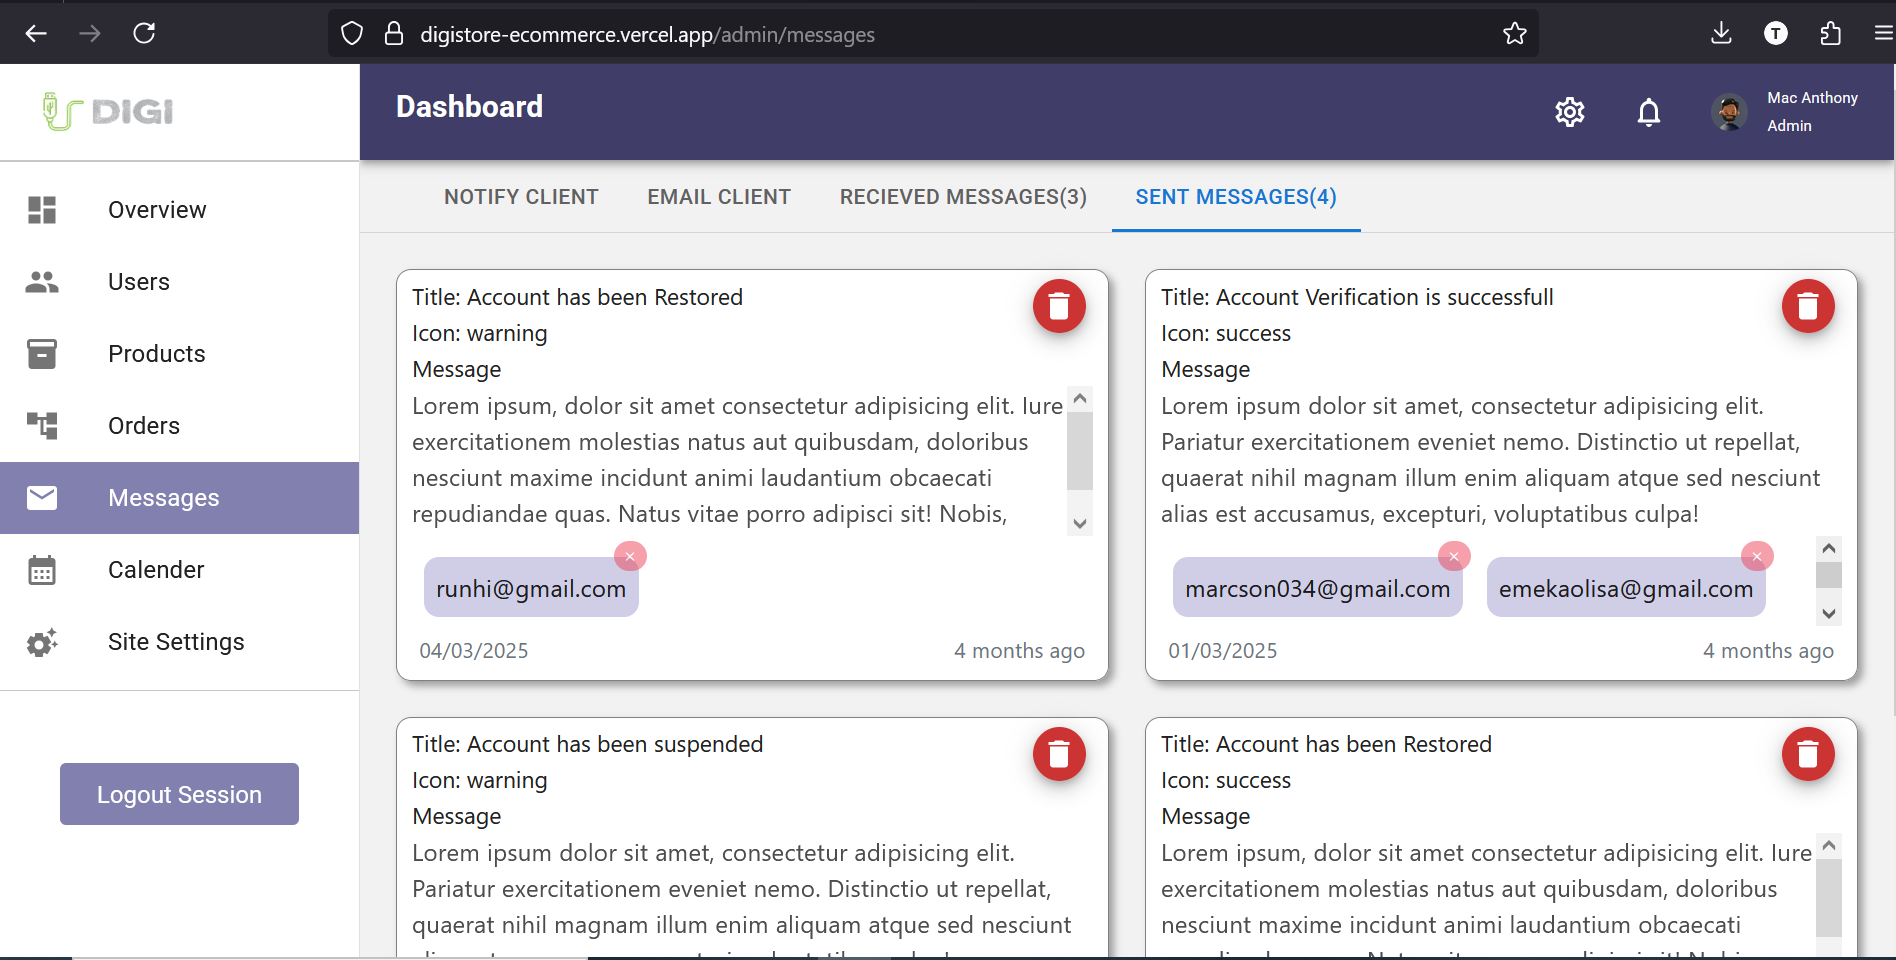 digistore-ecommerce.vercel.app/admin/messages
T
DIGI
Dashboard
Mac Anthony
Admin
Overview
Users
Products
Orders
Messages
Calender
Site Settings
Logout Session
NOTIFY CLIENT
EMAIL CLIENT
RECIEVED MESSAGES(3)
SENT MESSAGES(4)
Title: Account has been Restored
Icon: warning
Message
Lorem ipsum, dolor sit amet consectetur adipisicing elit. Iure
exercitationem molestias natus aut quibusdam, doloribus
nesciunt maxime incidunt animi laudantium obcaecati
repudiandae quas. Natus vitae porro adipisci sit! Nobis,
runhi@gmail.com
04/03/2025
4 months ago
Title: Account Verification is successfull
Icon: success
Message
Lorem ipsum dolor sit amet, consectetur adipisicing elit.
Pariatur exercitationem eveniet nemo. Distinctio ut repellat,
quaerat nihil magnam illum enim aliquam atque sed nesciunt
alias est accusamus, excepturi, voluptatibus culpa!
marcson034@gmail.com
emekaolisa@gmail.com
01/03/2025
4 months ago
Title: Account has been suspended
Icon: warning
Message
Lorem ipsum dolor sit amet, consectetur adipisicing elit.
Pariatur exercitationem eveniet nemo. Distinctio ut repellat,
quaerat nihil magnam illum enim aliquam atque sed nesciunt
Title: Account has been Restored
Icon: success
Message
Lorem ipsum, dolor sit amet consectetur adipisicing elit. Iure
exercitationem molestias natus aut quibusdam, doloribus
nesciunt maxime incidunt animi laudantium obcaecati